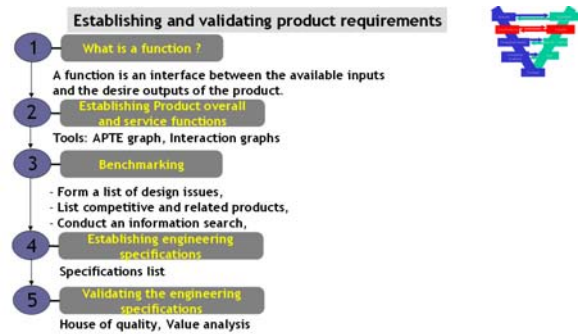 Establishing and validating product requirements
1
What is a function ?
A function is an interface between the available inputs
and the desire outputs of the product.
2
Establishing Product overall
and service functions
Tools: APTE graph, Interaction graphs
3
Benchmarking
- Form a list of design issues,
- List competitive and related products,
- Conduct an information search,
4
Establishing engineering
specifications
Specifications list
5
Validating the engineering
specifications
House of quality, Value analysis